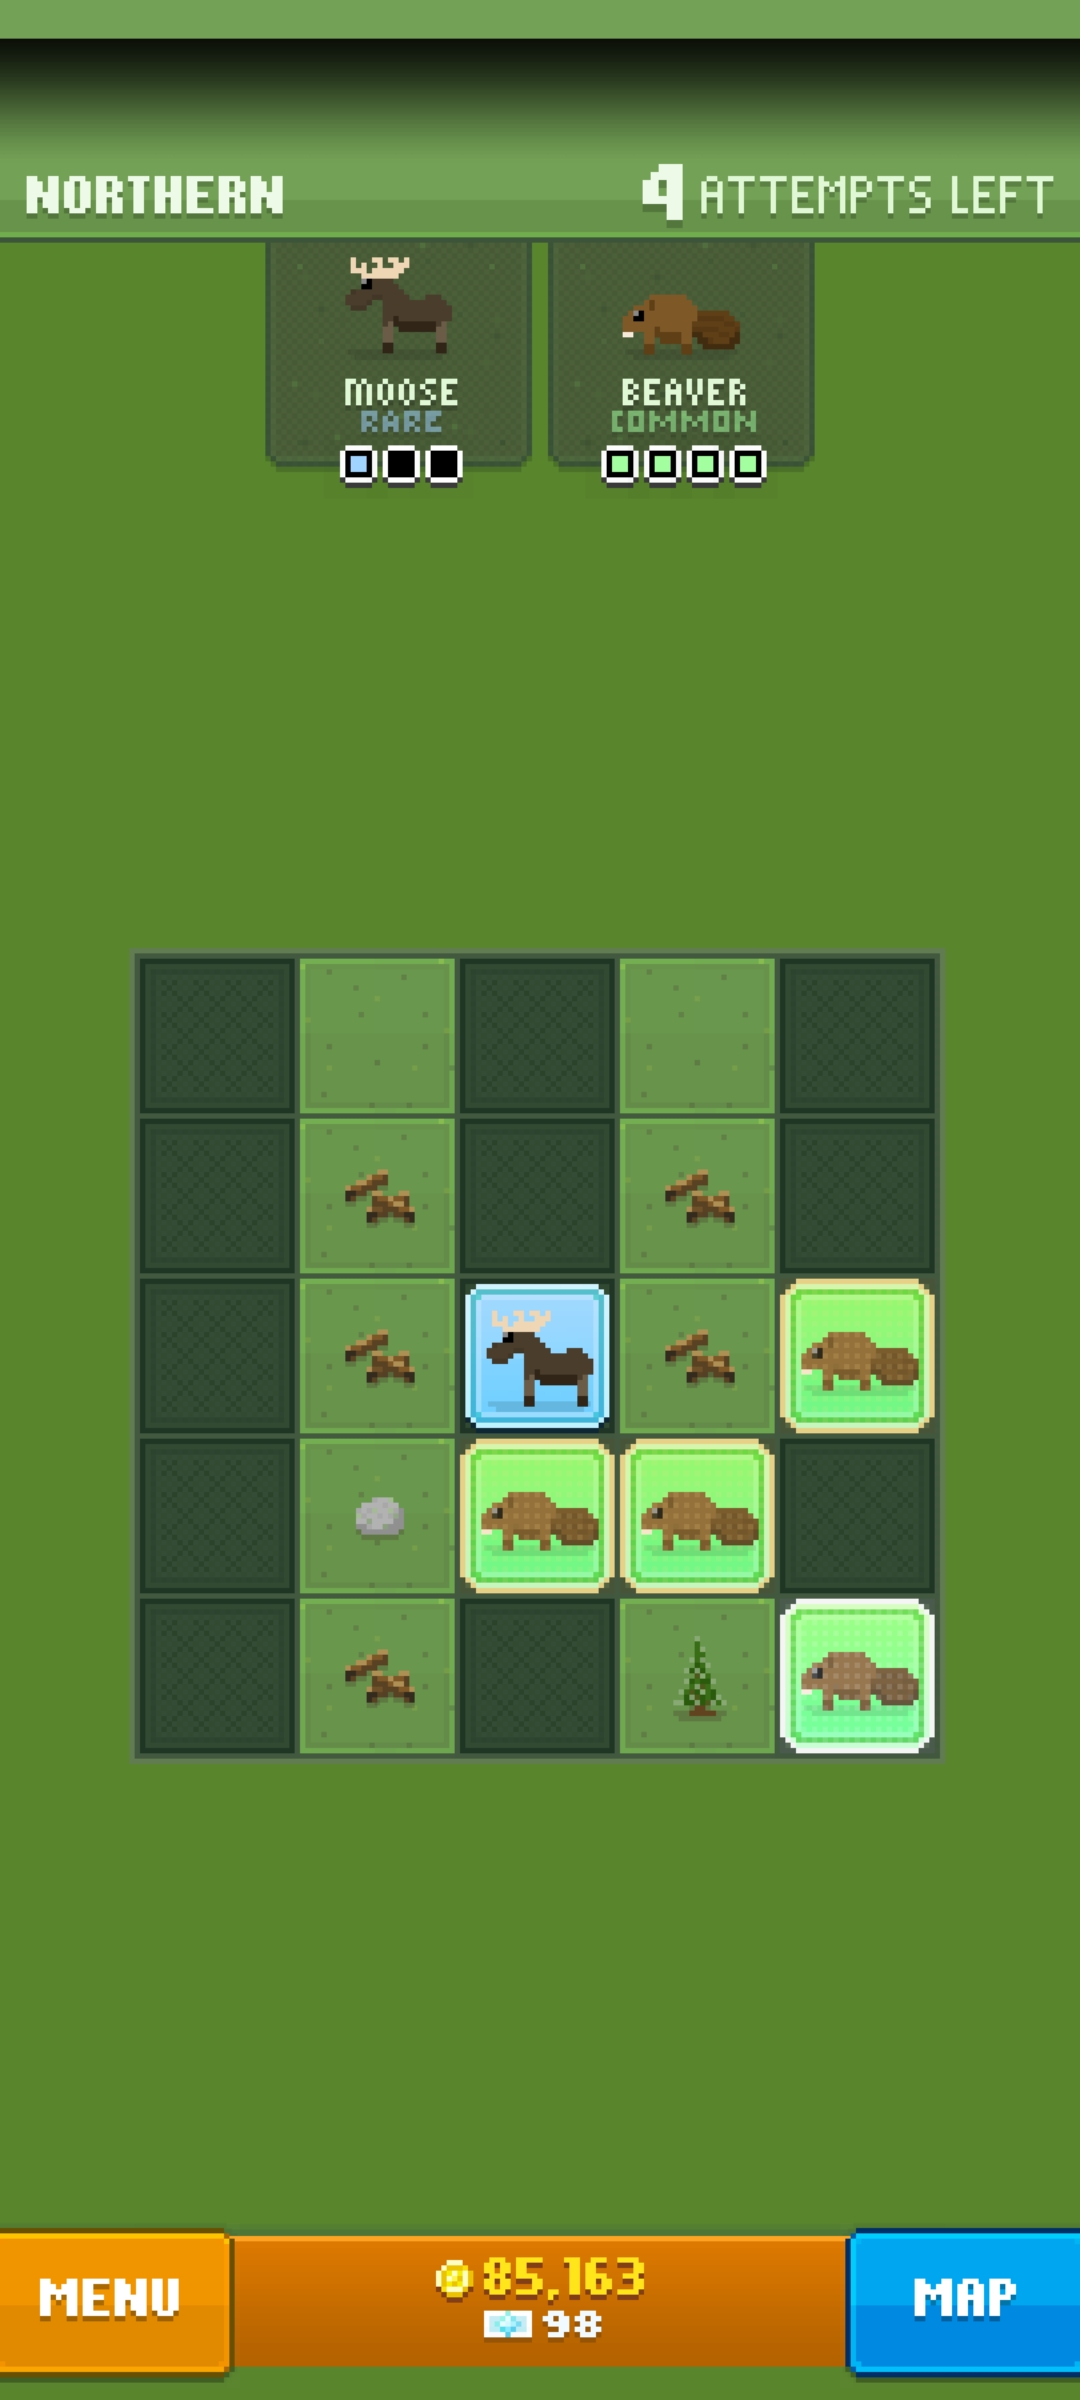 NORTHERN
4 ATTEMPTS LEFT
MOOSE
RARE
BEAVER
COMMON
MENU
85,163
98
MAP